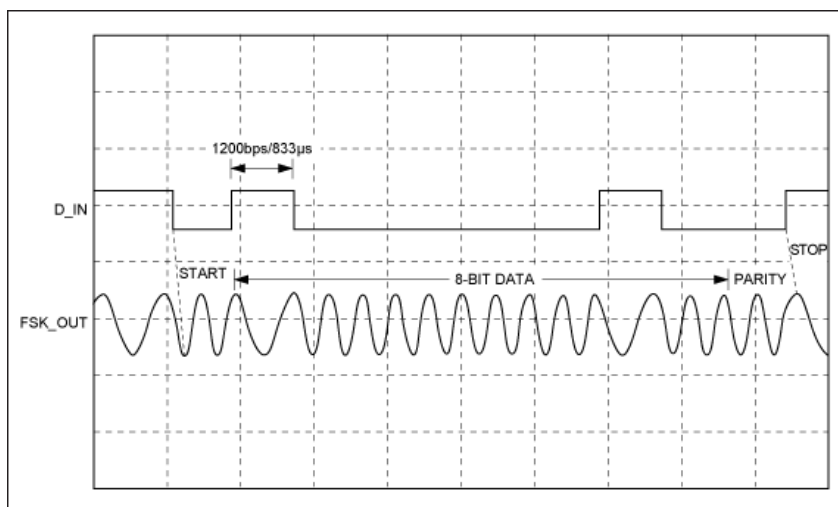 1200bps/833μs
D_IN
STOP
START
8-BIT DATA
PARITY
FSK_OUT